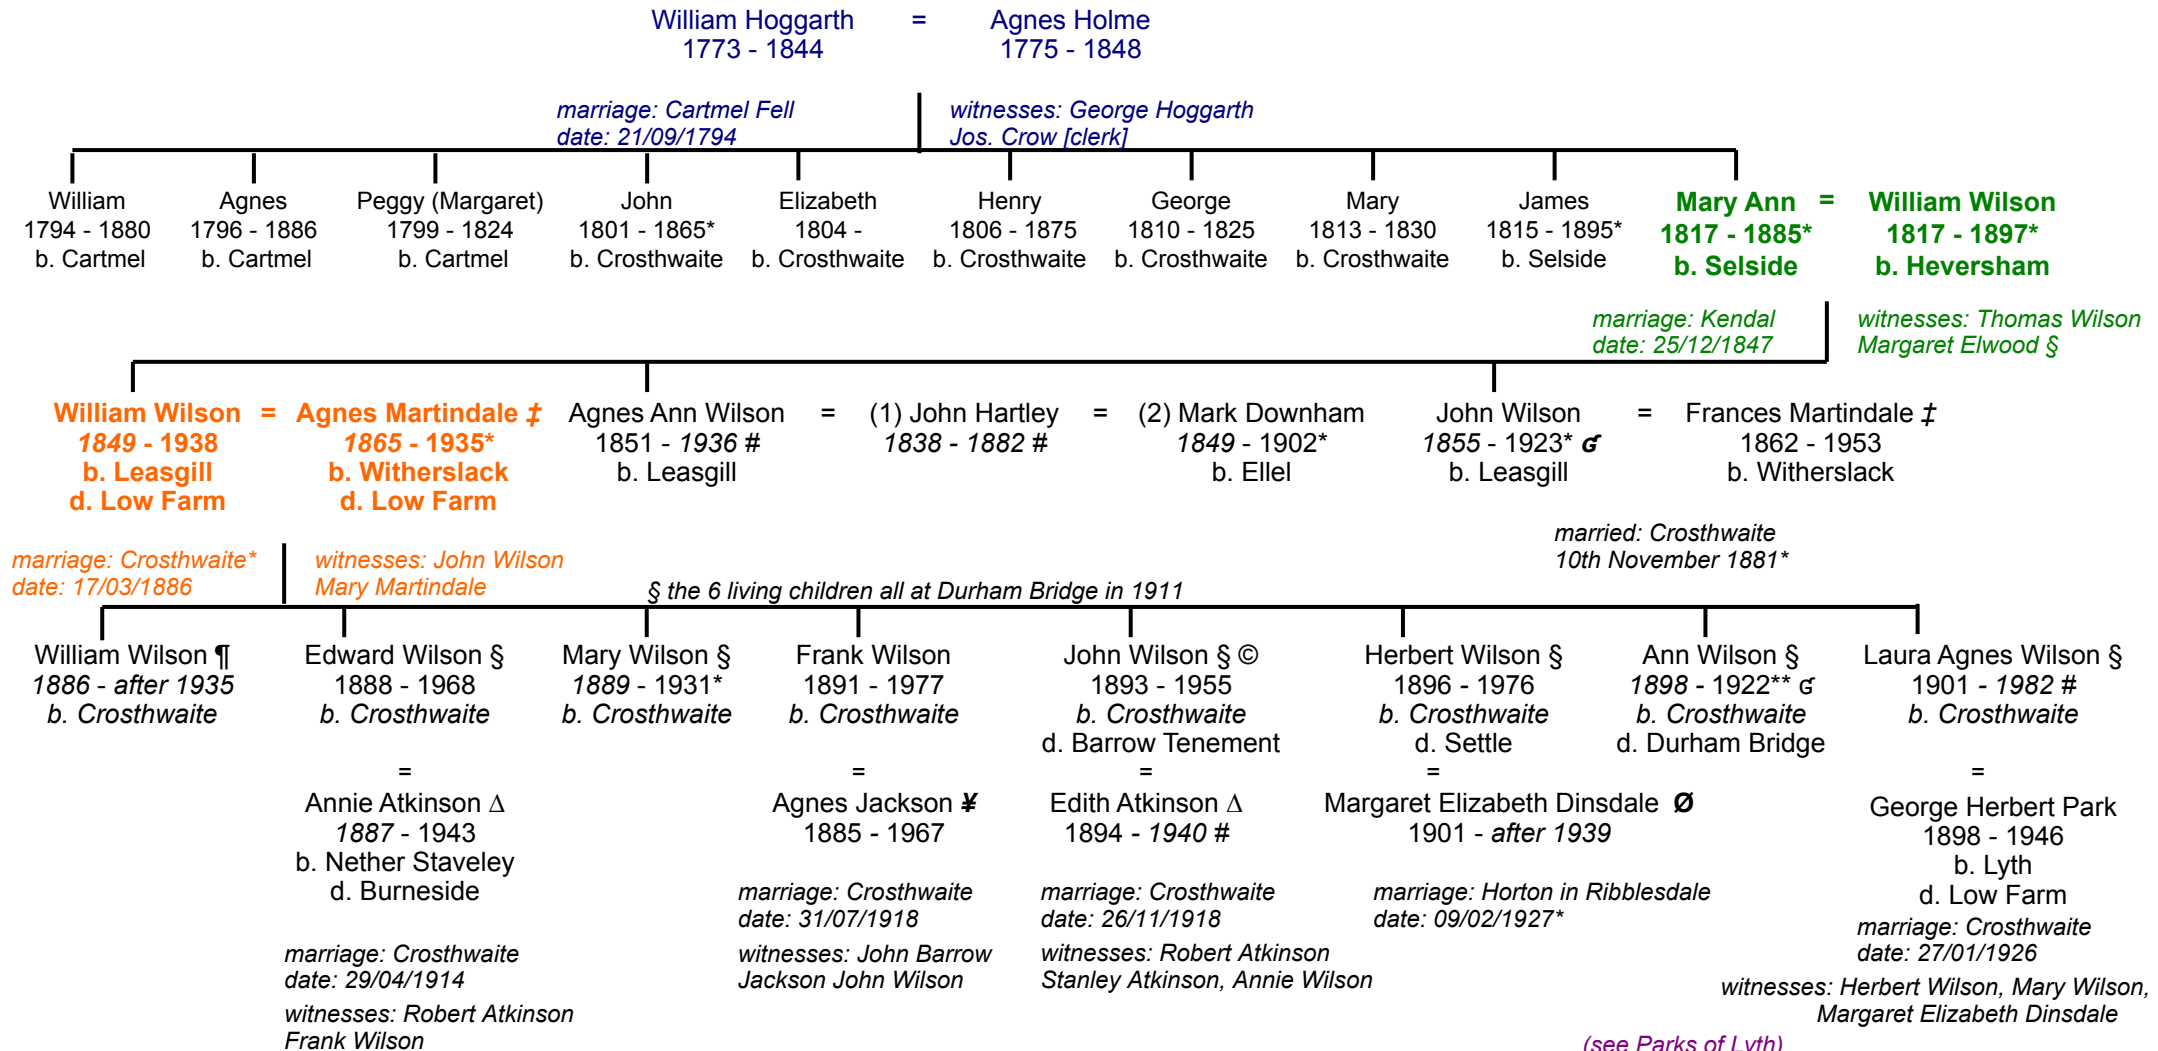 William Hoggarth = Agnes Holme
1773 - 1844 1775 - 1848
marriage: Cartmel Fell witnesses: George Hoggarth
date: 21/09/1794 Jos. Crow [clerk]
William Agnes Peggy (Margaret) John Elizabeth Henry George Mary James Mary Ann = William Wilson
1794 - 1880 1796 - 1886 1799 - 1824 1801 - 1865* 1804 - 1806 - 1875 1810 - 1825 1813 - 1830 1815 - 1895* 1817 - 1885* 1817 - 1897*
b. Cartmel b. Cartmel b. Cartmel b. Crosthwaite b. Crosthwaite b. Crosthwaite b. Crosthwaite b. Crosthwaite b. Selside b. Selside b. Heversham
marriage: Kendal witnesses: Thomas Wilson
date: 25/12/1847 Margaret Elwood §
William Wilson = Agnes Martindale ‡ Agnes Ann Wilson = (1) John Hartley = (2) Mark Downham John Wilson = Frances Martindale ‡
1849 - 1938 1865 - 1935* 1851 - 1936 # 1838 - 1882 # 1849 - 1902* 1855 - 1923* ɠ 1862 - 1953
b. Leasgill b. Witherslack b. Leasgill b. Ellel b. Leasgill b. Witherslack
d. Low Farm d. Low Farm
married: Crosthwaite
10th November 1881*
marriage: Crosthwaite* witnesses: John Wilson
date: 17/03/1886 Mary Martindale § the 6 living children all at Durham Bridge in 1911
William Wilson ¶ Edward Wilson § Mary Wilson § Frank Wilson John Wilson § © Herbert Wilson § Ann Wilson § Laura Agnes Wilson §
1886 - after 1935 1888 - 1968 1889 - 1931* 1891 - 1977 1893 - 1955 1896 - 1976 1898 - 1922** ɠ 1901 - 1982 #
b. Crosthwaite b. Crosthwaite b. Crosthwaite b. Crosthwaite b. Crosthwaite b. Crosthwaite b. Crosthwaite b. Crosthwaite
d. Barrow Tenement d. Settle d. Durham Bridge
= = = = =
Annie Atkinson ∆ Agnes Jackson ¥ Edith Atkinson ∆ Margaret Elizabeth Dinsdale Ø George Herbert Park
1887 - 1943 1885 - 1967 1894 - 1940 # 1901 - after 1939 1898 - 1946
b. Nether Staveley b. Lyth
d. Burneside d. Low Farm
marriage: Crosthwaite marriage: Crosthwaite marriage: Horton in Ribblesdale
date: 31/07/1918 date: 26/11/1918 date: 09/02/1927*
marriage: Crosthwaite
date: 27/01/1926
marriage: Crosthwaite witnesses: John Barrow witnesses: Robert Atkinson
date: 29/04/1914 Jackson John Wilson Stanley Atkinson, Annie Wilson
witnesses: Herbert Wilson, Mary Wilson,
Margaret Elizabeth Dinsdale
witnesses: Robert Atkinson
Frank Wilson
(see Parks of Lyth)